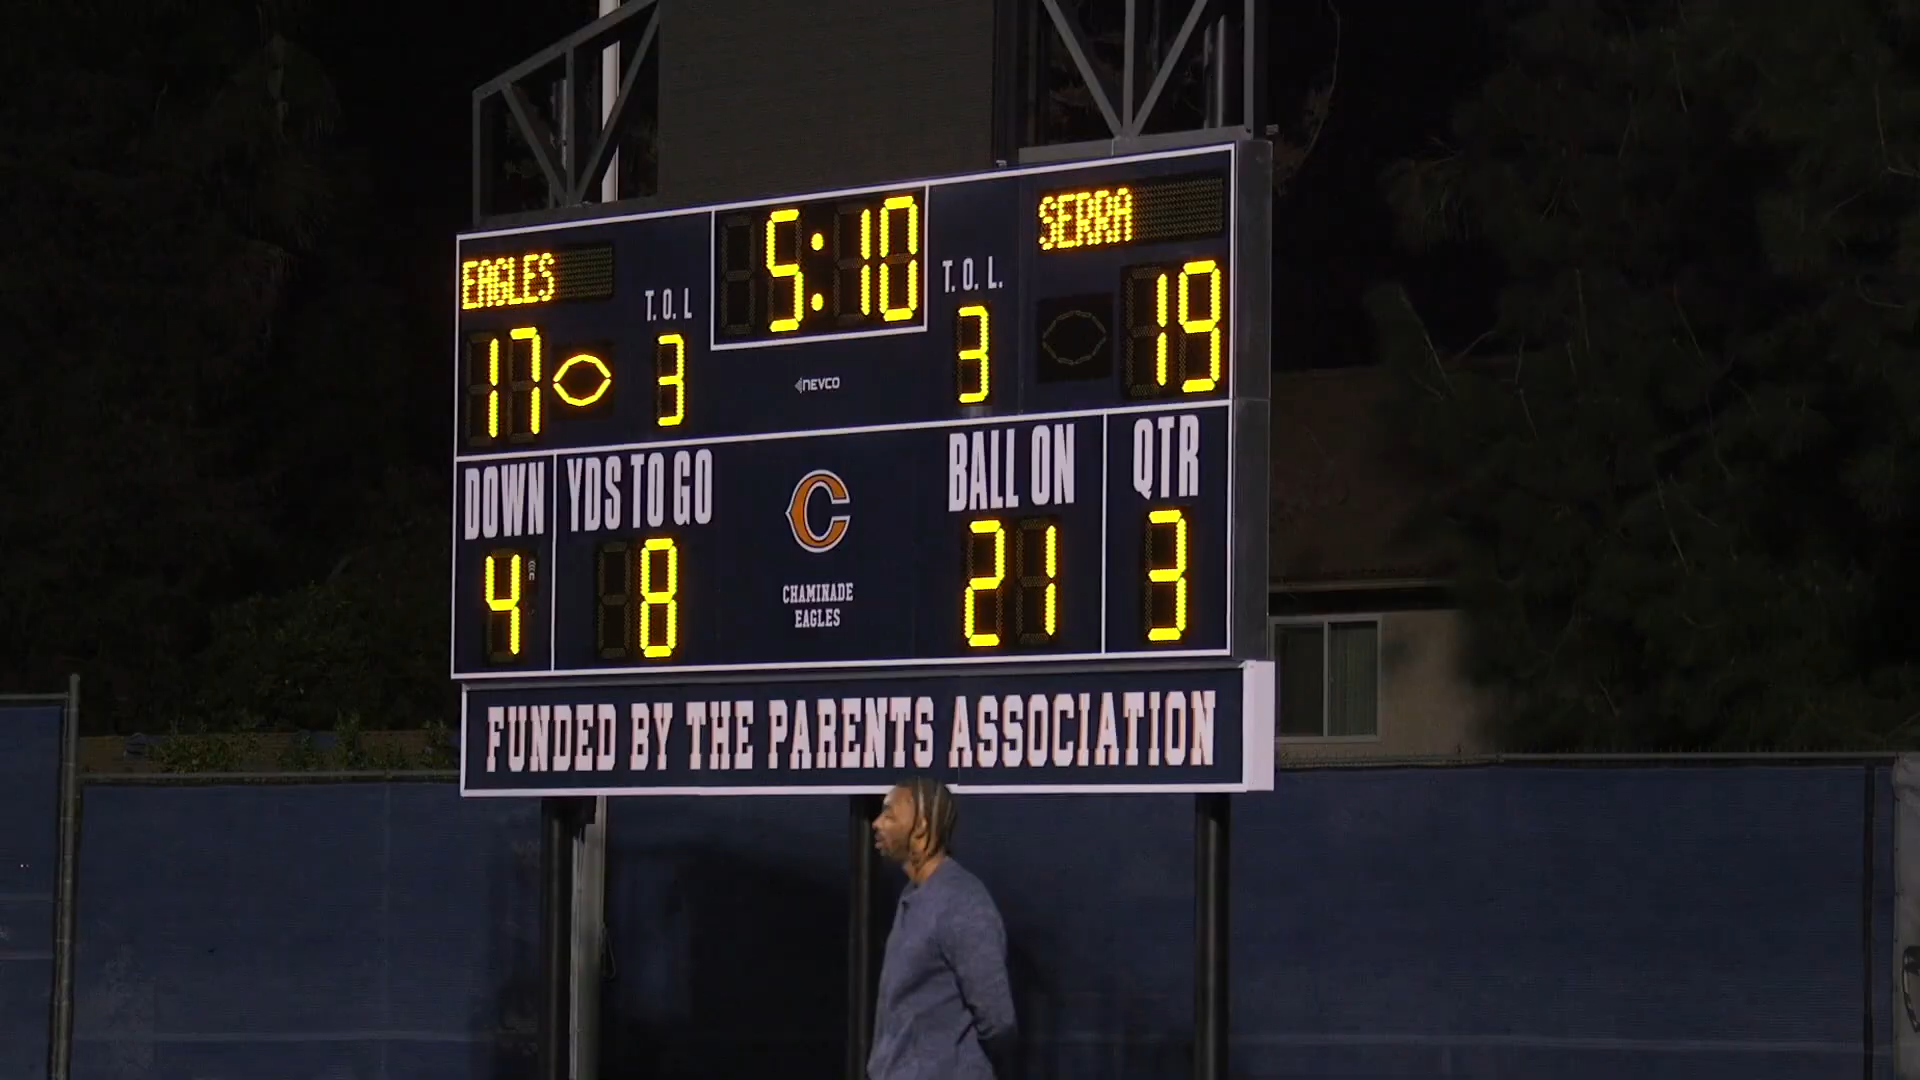 EAGLES
17
T.O.L
3
5:10
NEVCO
T.O.L.
3
SERRA
19
DOWN
4
YDS TO GO
8
C
CHAMINADE
EAGLES
BALL ON
21
QTR
3
FUNDED BY THE PARENTS ASSOCIATION